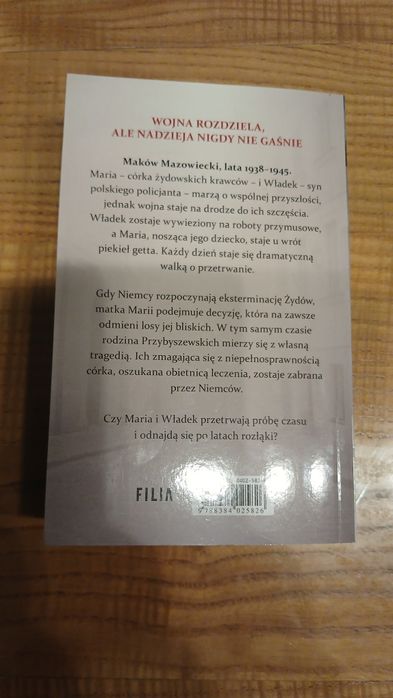 WOJNA ROZDZIELA,
ALE NADZIEJA NIGDY NIE GAŚNIE
Maków Mazowiecki, lata 1938–1945.
Maria – córka żydowskich krawców – i Władek – syn
polskiego policjanta – marzą o wspólnej przyszłości,
jednak wojna staje na drodze do ich szczęścia.
Władek zostaje wywieziony na roboty przymusowe,
a Maria, nosząca jego dziecko, staje u wrót
piekieł getta. Każdy dzień staje się dramatyczną
walką o przetrwanie.
Gdy Niemcy rozpoczynają eksterminację Żydów,
matka Marii podejmuje decyzję, która na zawsze
odmieni losy jej bliskich. W tym samym czasie
rodzina Przybyszewskich mierzy się z własną
tragedią. Ich zmagająca się z niepełnosprawnością
córka, oszukana obietnicą leczenia, zostaje zabrana
przez Niemców.
Czy Maria i Władek przetrwają próbę czasu
i odnajdą się po latach rozłąki?
FILIA
9 788384 025826